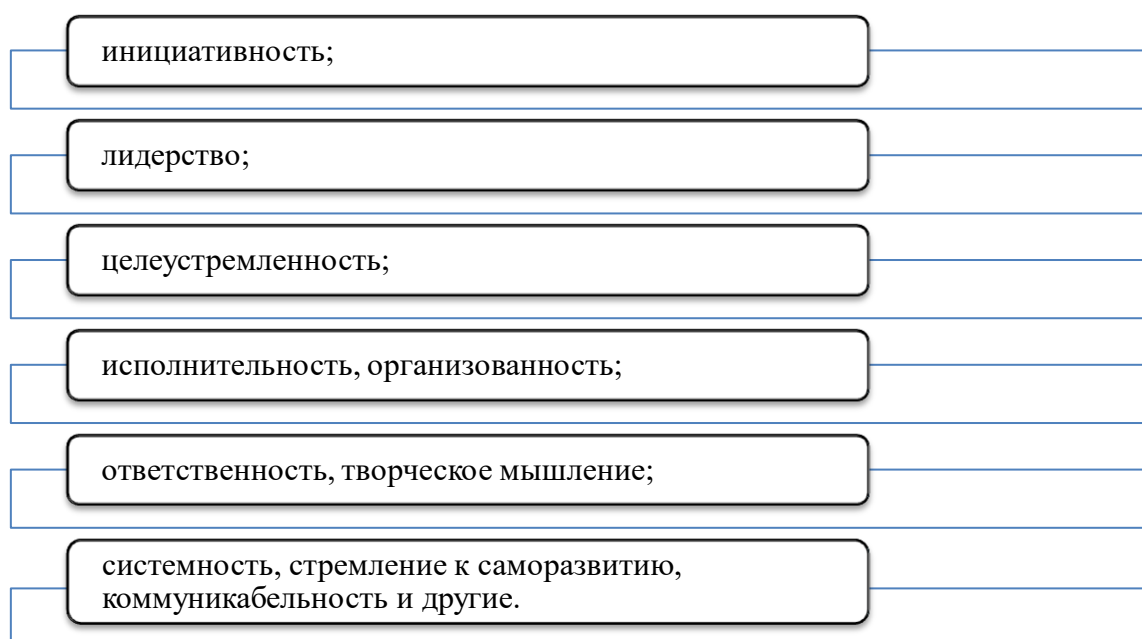 инициативность;
лидерство;
целеустремленность;
исполнительность, организованность;
ответственность, творческое мышление;
системность, стремление к саморазвитию,
коммуникабельность и другие.